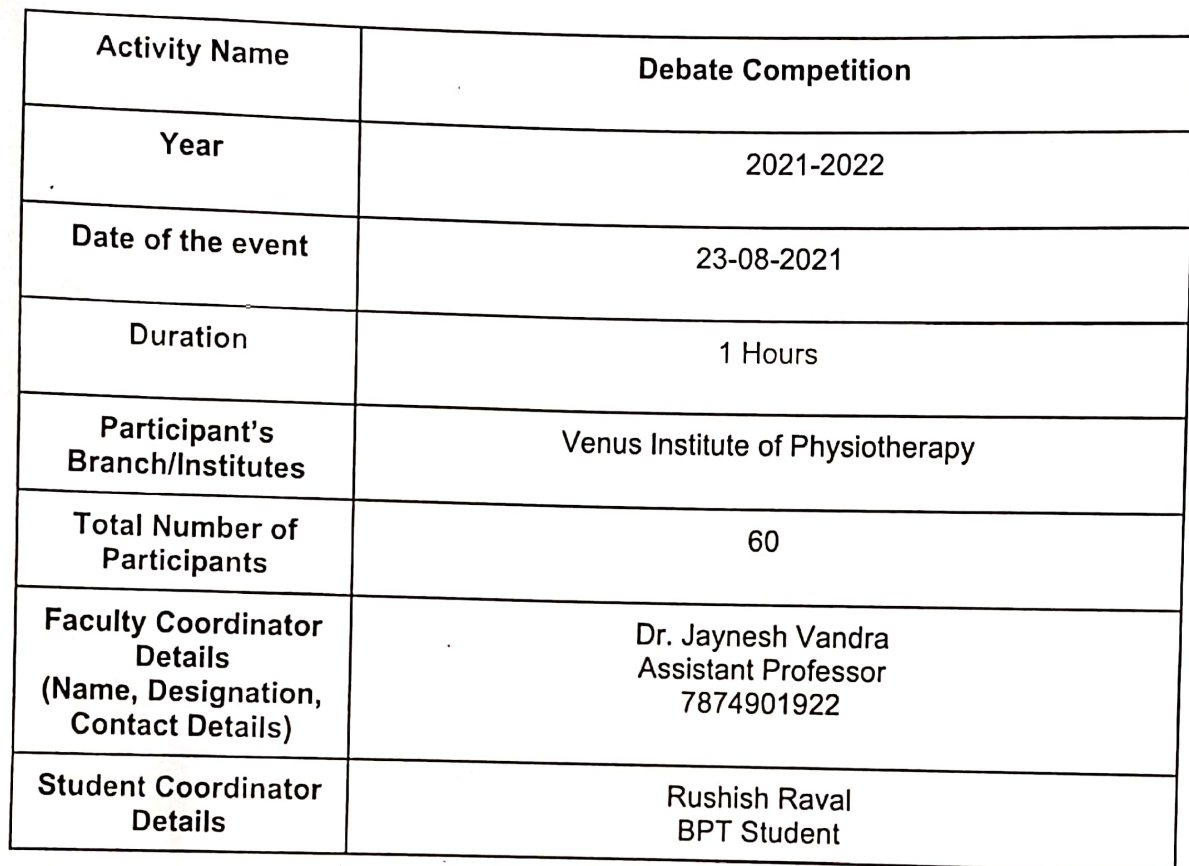 Activity Name
Debate Competition
Year
2021-2022
Date of the event
23-08-2021
Duration
1 Hours
Participant's
Branch/Institutes
Venus Institute of Physiotherapy
Total Number of
Participants
60
Faculty Coordinator
Details
(Name, Designation,
Contact Details)
Dr. Jaynesh Vandra
Assistant Professor
7874901922
Student Coordinator
Details
Rushish Raval
BPT Student